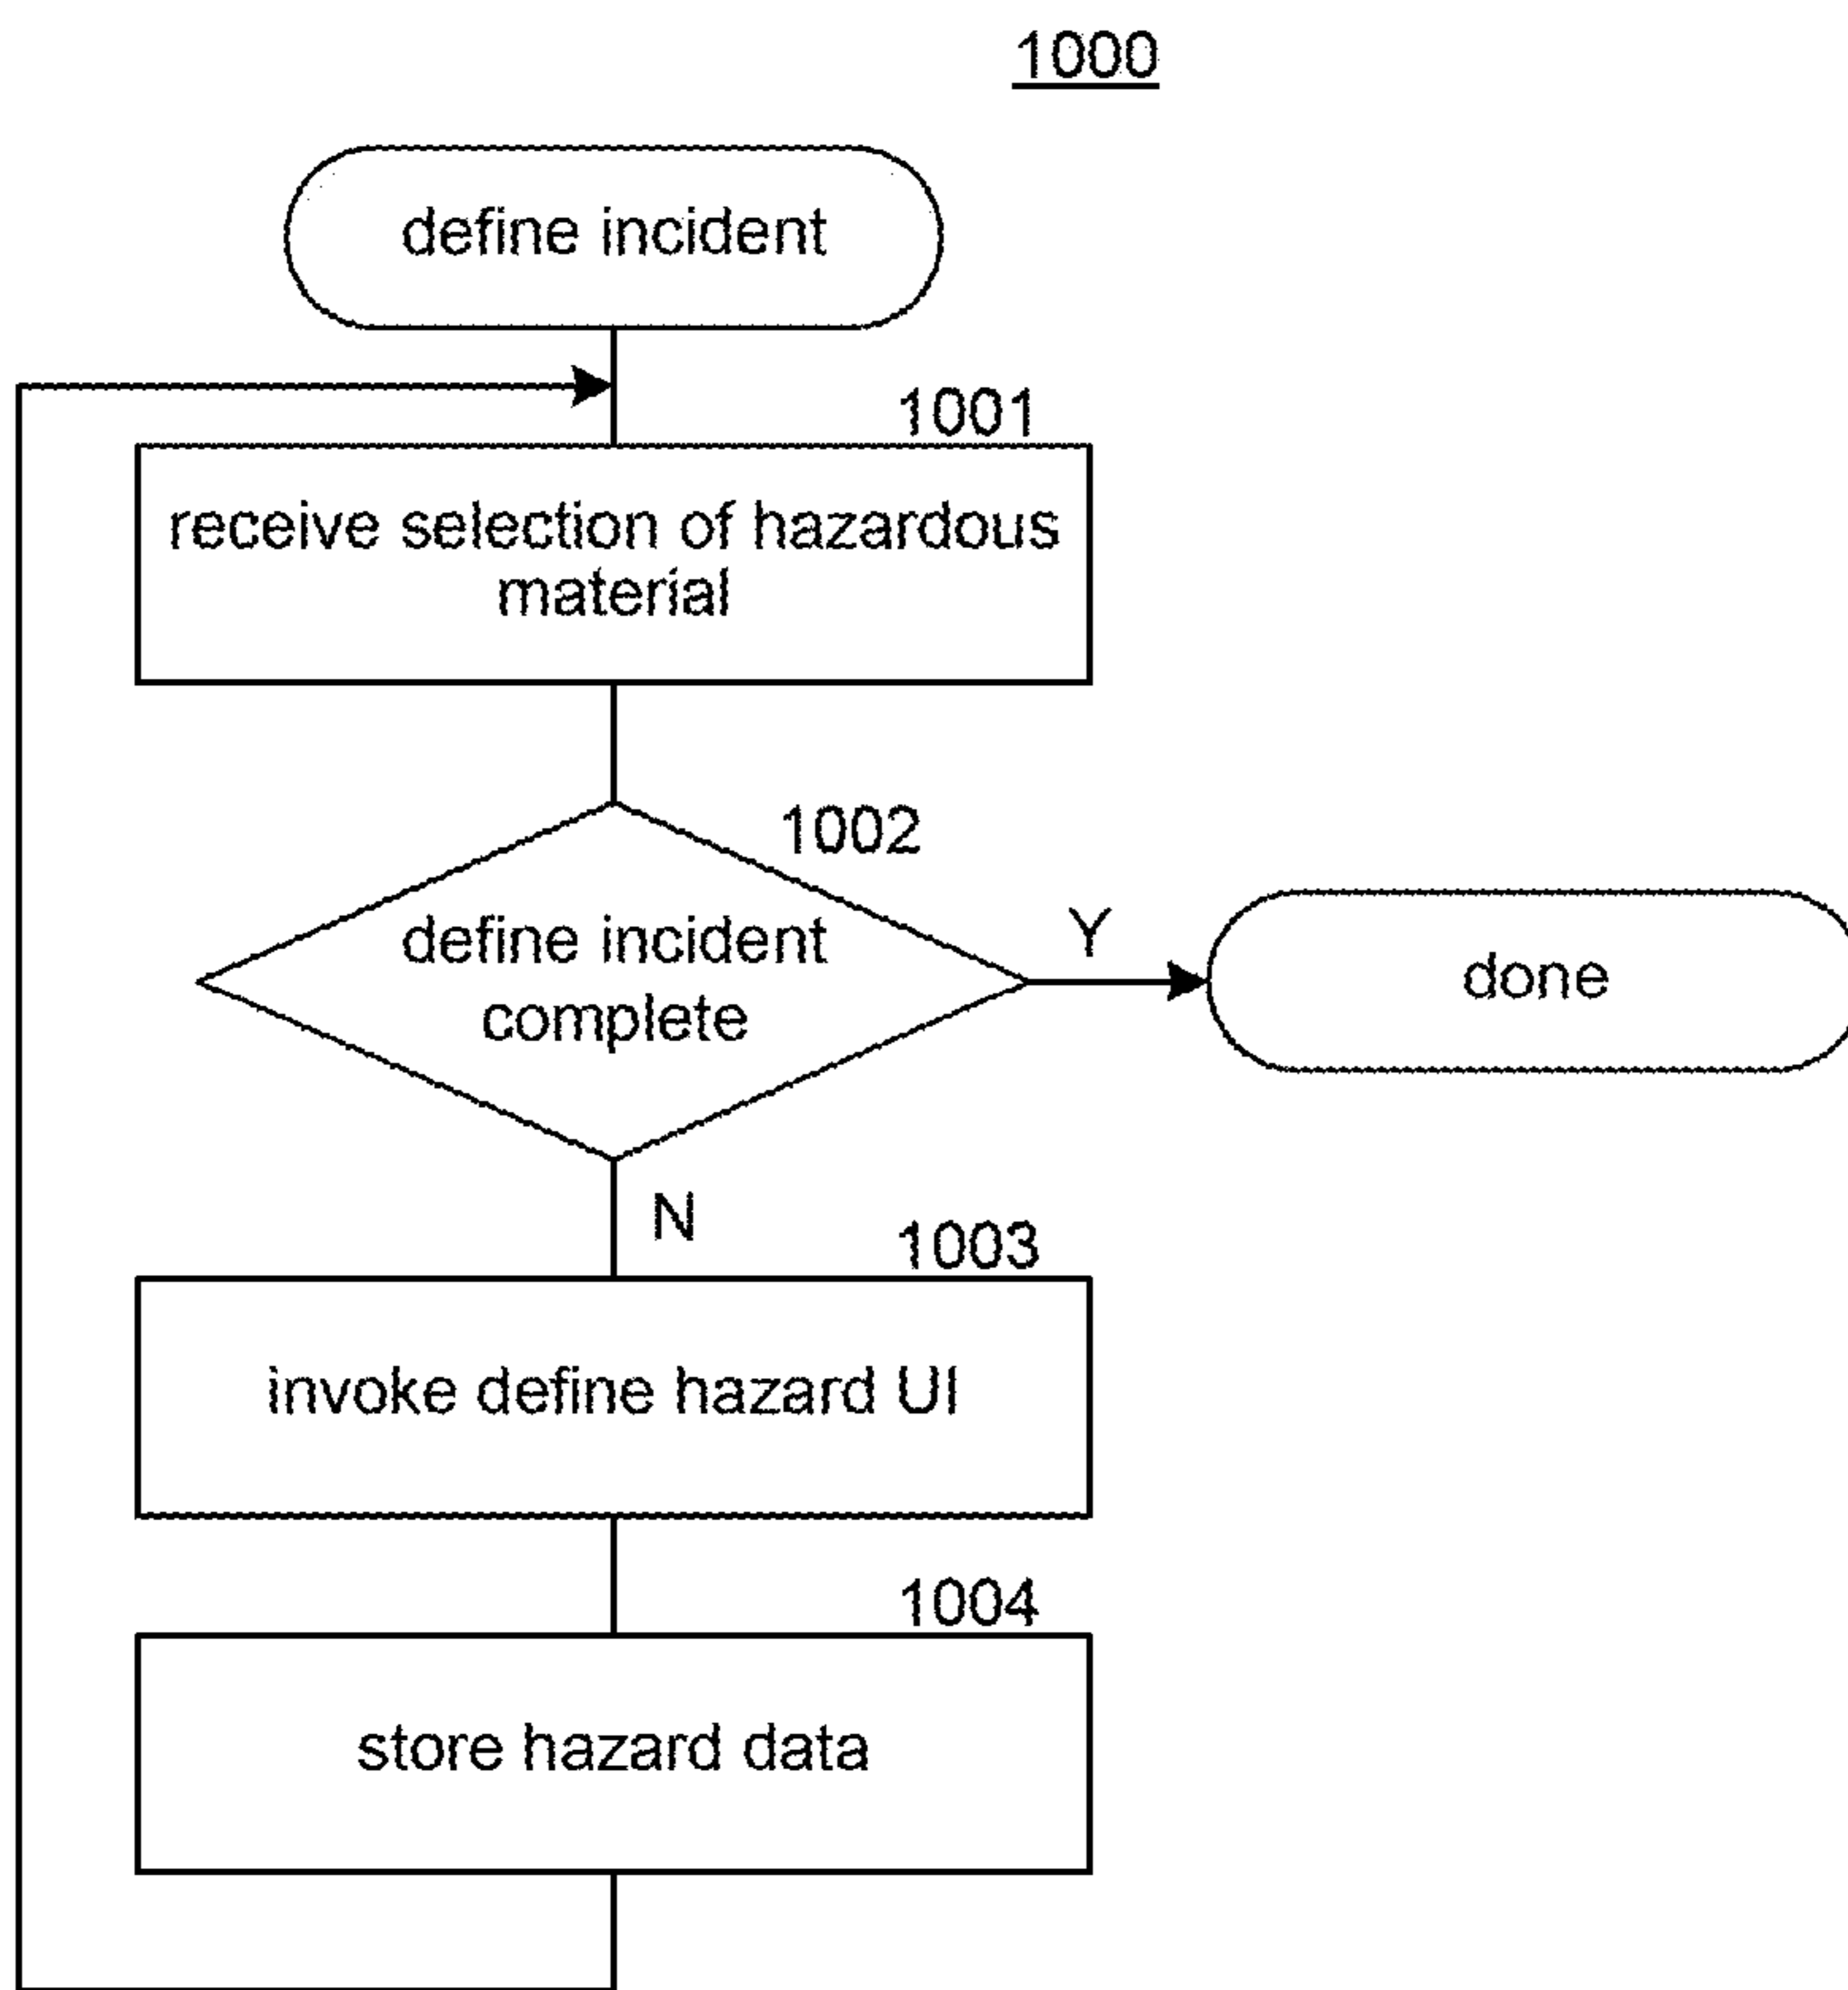 1000
define incident
1001
receive selection of hazardous
material
1002
define incident
complete
Y
done
N
1003
invoke define hazard UI
1004
store hazard data